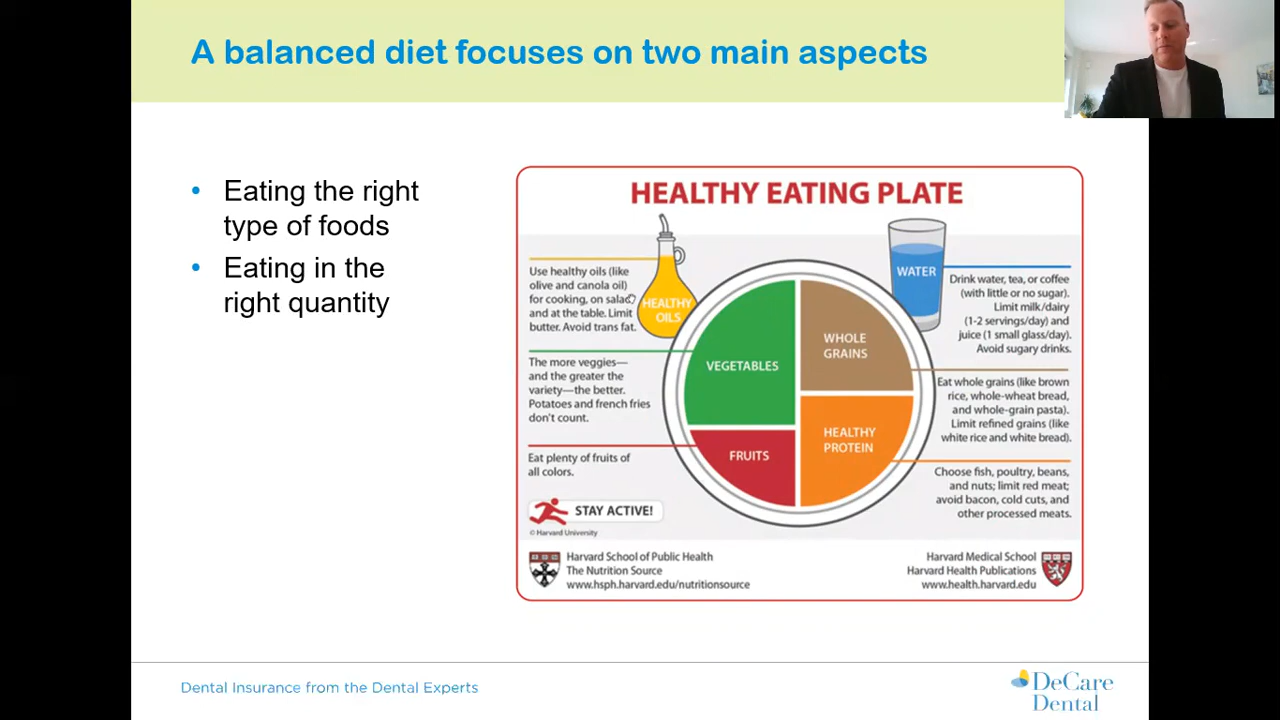 A balanced diet focuses on two main aspects
• Eating the right
type of foods
• Eating in the
right quantity
HEALTHY EATING PLATE
Use healthy oils (like
olive and canola oil)
for cooking, on salad,
and at the table. Limit
butter. Avoid trans fat.
HEALTHY
OILS
The more veggies—
and the greater the
variety—the better.
Potatoes and french fries
don't count.
Eat plenty of fruits of
all colors.
STAY ACTIVE!
© Harvard University
VEGETABLES
FRUITS
WHOLE
GRAINS
HEALTHY
PROTEIN
WATER
Drink water, tea, or coffee
(with little or no sugar).
Limit milk/dairy
(1-2 servings/day) and
juice (1 small glass/day).
Avoid sugary drinks.
Eat whole grains (like brown
rice, whole-wheat bread,
and whole-grain pasta).
Limit refined grains (like
white rice and white bread).
Choose fish, poultry, beans,
and nuts; limit red meat;
avoid bacon, cold cuts, and
other processed meats.
Harvard School of Public Health
The Nutrition Source
www.hsph.harvard.edu/nutritionsource
Harvard Medical School
Harvard Health Publications
www.health.harvard.edu
Dental Insurance from the Dental Experts
DeCare
Dental